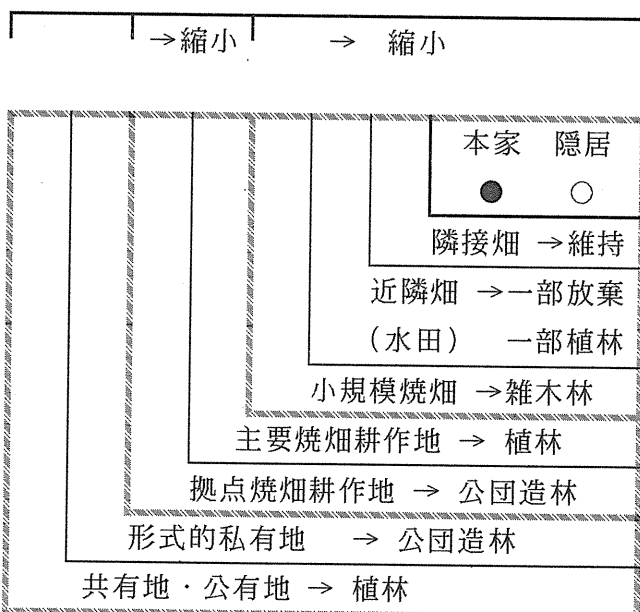 →縮小 → 縮小
本家 隠居
隣接畑 →維持
近隣畑 →一部放棄
(水田) 一部植林
小規模焼畑 →雑木林
主要焼畑耕作地 → 植林
拠点焼畑耕作地 → 公団造林
形式的私有地 → 公団造林
共有地・公有地 → 植林